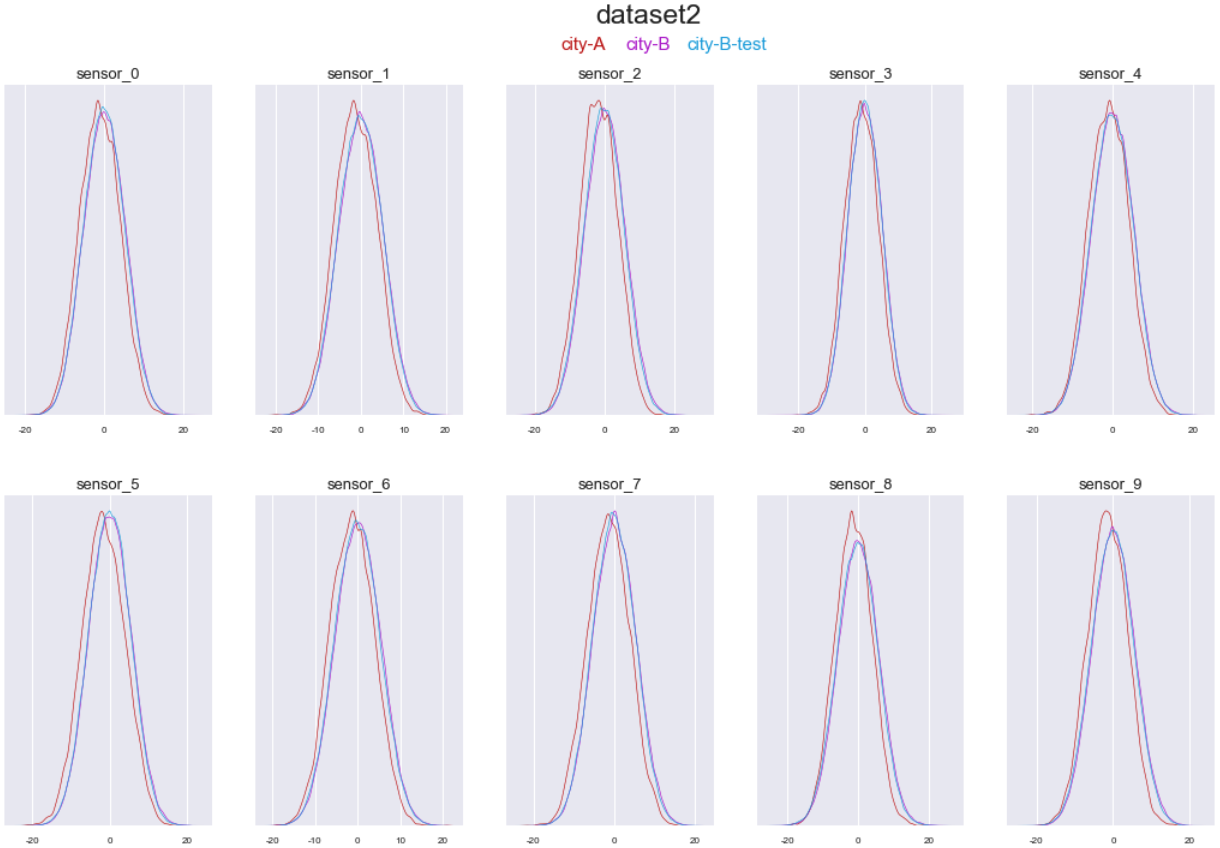 dataset2
city-A city-B city-B-test
sensor_0 sensor_1 sensor_2 sensor_3 sensor_4
-20 0 20 -20 -10 0 10 20 -20 0 20 -20 0 20 -20 0 20
sensor_5 sensor_6 sensor_7 sensor_8 sensor_9
-20 0 20 -20 -10 0 10 20 -20 0 20 -20 0 20 -20 0 20